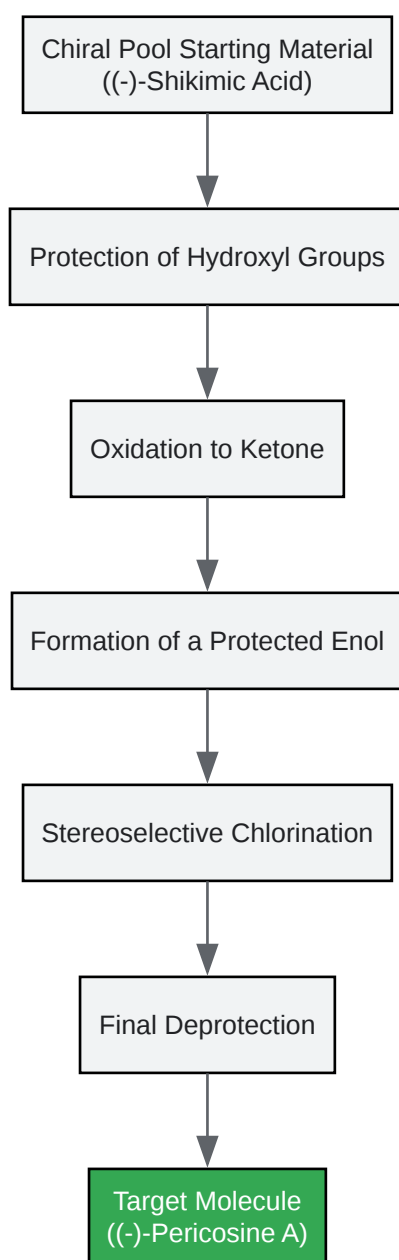 Chiral Pool Starting Material
((-)-Shikimic Acid)
Protection of Hydroxyl Groups
Oxidation to Ketone
Formation of a Protected Enol
Stereoselective Chlorination
Final Deprotection
Target Molecule
((-)-Pericosine A)